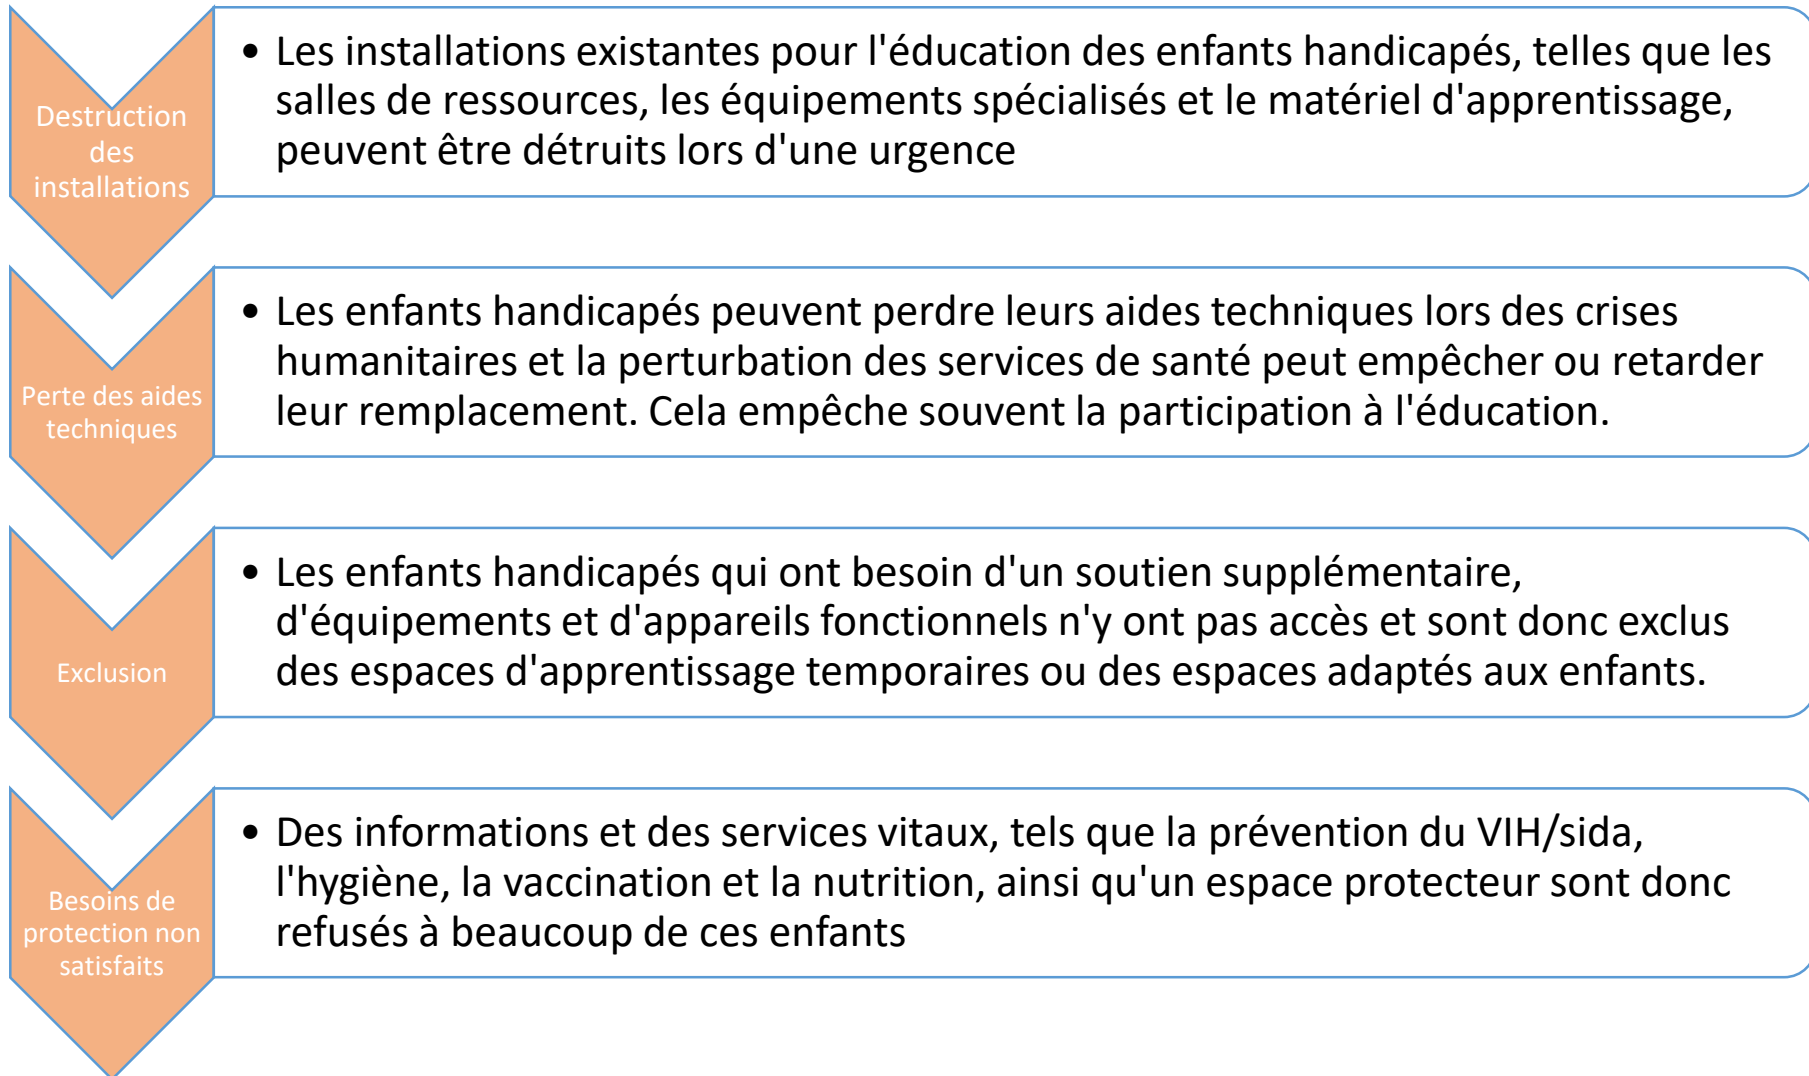 Destruction
des
installations
• Les installations existantes pour l'éducation des enfants handicapés, telles que les
salles de ressources, les équipements spécialisés et le matériel d'apprentissage,
peuvent être détruits lors d'une urgence
Perte des aides
techniques
• Les enfants handicapés peuvent perdre leurs aides techniques lors des crises
humanitaires et la perturbation des services de santé peut empêcher ou retarder
leur remplacement. Cela empêche souvent la participation à l'éducation.
Exclusion
• Les enfants handicapés qui ont besoin d'un soutien supplémentaire,
d'équipements et d'appareils fonctionnels n'y ont pas accès et sont donc exclus
des espaces d'apprentissage temporaires ou des espaces adaptés aux enfants.
Besoins de
protection non
satisfaits
• Des informations et des services vitaux, tels que la prévention du VIH/sida,
l'hygiène, la vaccination et la nutrition, ainsi qu'un espace protecteur sont donc
refusés à beaucoup de ces enfants